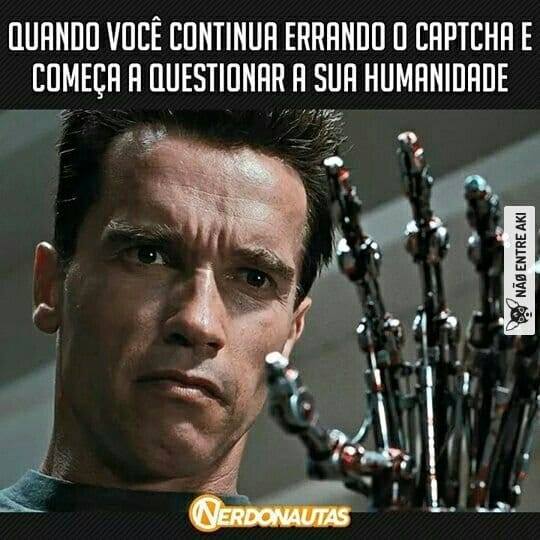 QUANDO VOCÊ CONTINUA ERRANDO O CAPTCHA E
COMEÇA A QUESTIONAR A SUA HUMANIDADE
NÃO ENTRE AKI
NERDONAUTAS